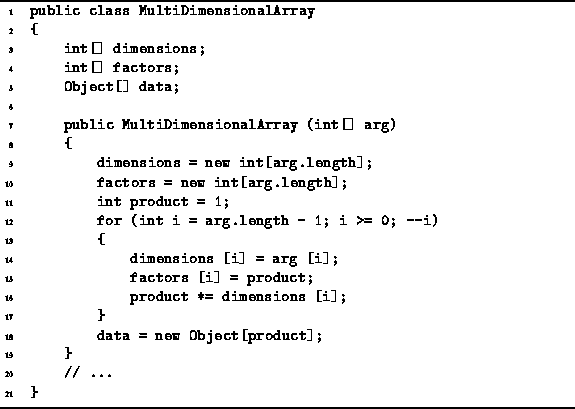 1 public class MultiDimensionalArray
2 {
3     int[] dimensions;
4     int[] factors;
5     Object[] data;
6
7     public MultiDimensionalArray (int[] arg)
8     {
9         dimensions = new int[arg.length];
10         factors = new int[arg.length];
11         int product = 1;
12         for (int i = arg.length - 1; i >= 0; --i)
13         {
14             dimensions [i] = arg [i];
15             factors [i] = product;
16             product *= dimensions [i];
17         }
18         data = new Object[product];
19     }
20     // ...
21 }